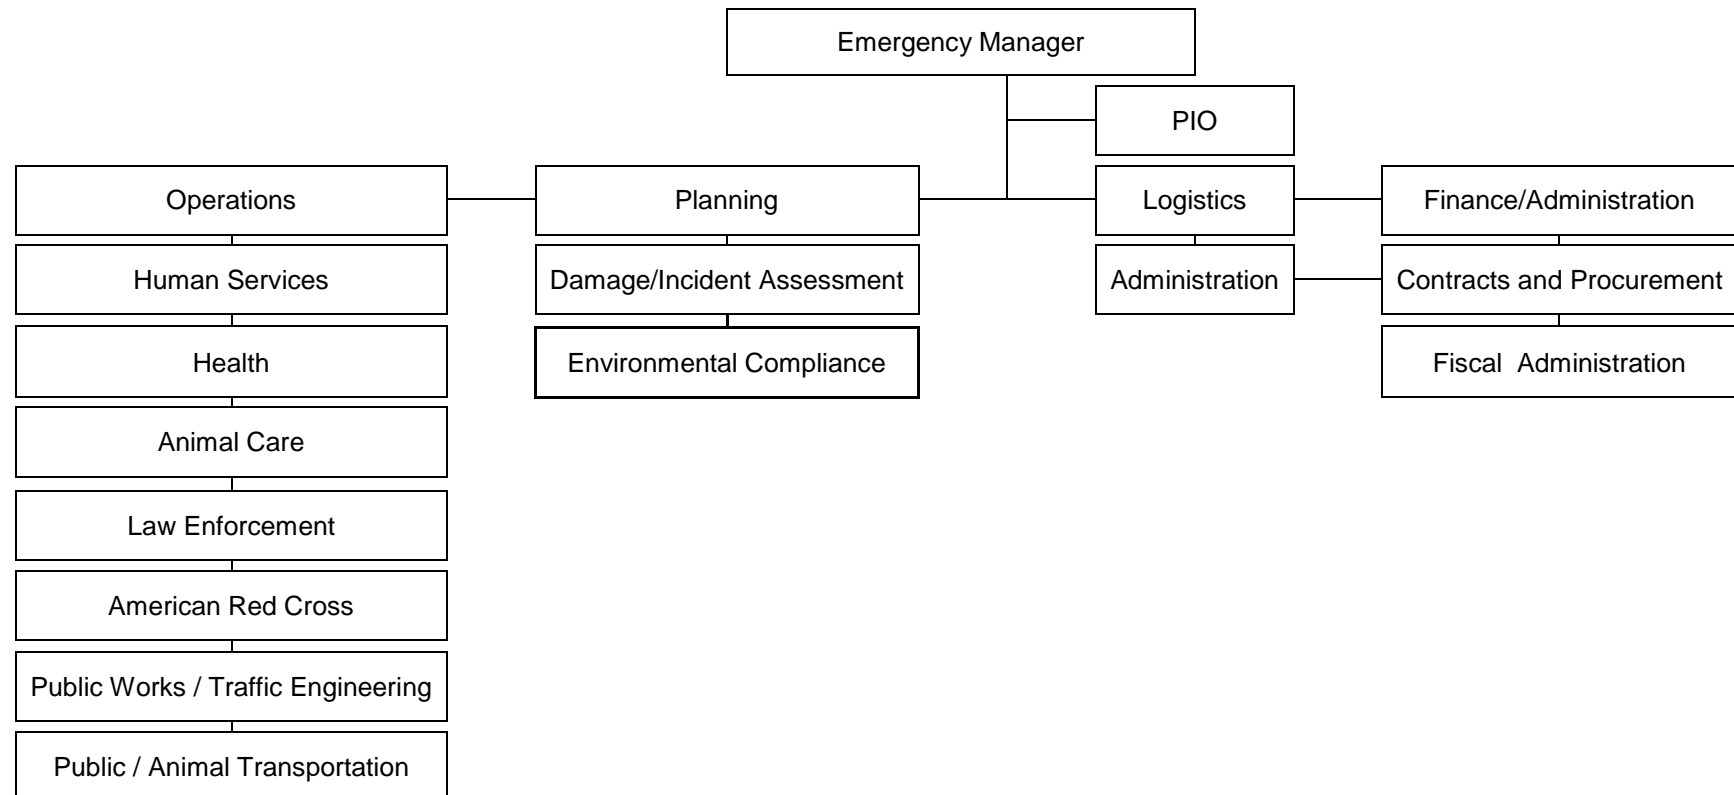 Emergency Manager
PIO
Operations
Planning
Logistics
Finance/Administration
Human Services
Damage/Incident Assessment
Administration
Contracts and Procurement
Health
Environmental Compliance
Fiscal  Administration
Animal Care
Law Enforcement
American Red Cross
Public Works / Traffic Engineering
Public / Animal Transportation